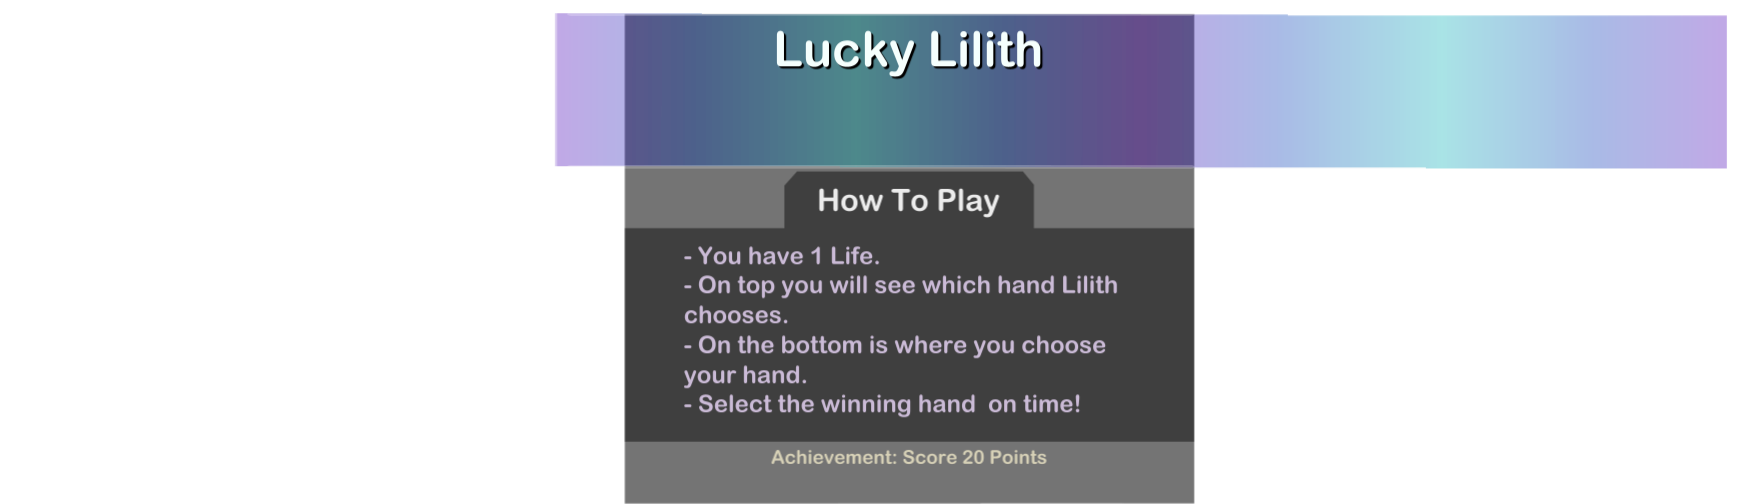 Lucky Lilith
How To Play
- You have 1 Life.
- On top you will see which hand Lilith
chooses.
- On the bottom is where you choose
your hand.
- Select the winning hand  on time!
Achievement: Score 20 Points